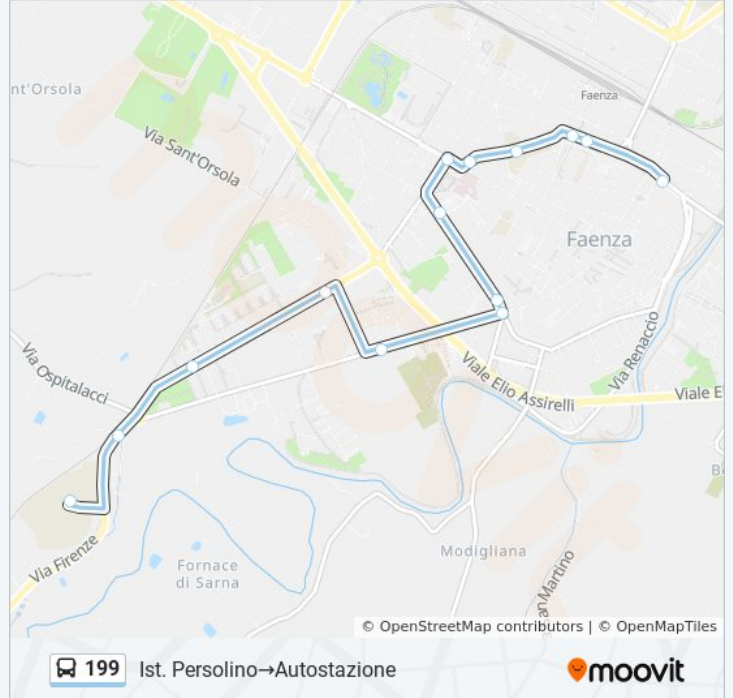 Faenza
nt'Orsola
Via Sant'Orsola
Faenza
Via Renaccio
Via Ospitalacci
Viale Elio Assirelli
Viale E
B
Modigliana
Via Firenze
Fornace
di Sarna
an Martino
© OpenStreetMap contributors | © OpenMapTiles
199 Ist. Persolino→Autostazione
moovit